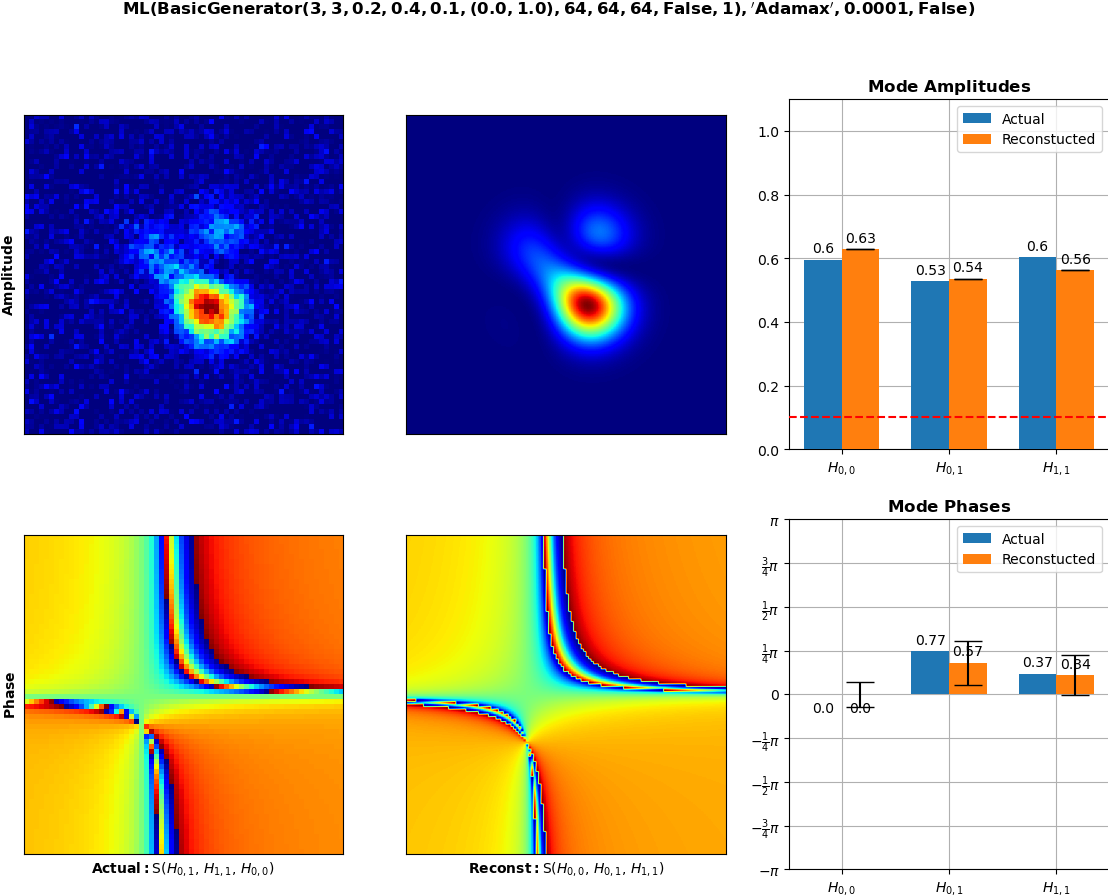 ML(BasicGenerator(3, 3, 0.2, 0.4, 0.1, (0.0, 1.0), 64, 64, 64, False, 1), ′Adamax′, 0.0001, False)
Amplitude
Mode Amplitudes
Actual
Reconstucted
1.0
0.8
0.6
0.4
0.2
0.0
0.6
0.63
0.53
0.54
0.6
0.56
H0,0
H0,1
H1,1
Phase
Actual: S(H0,1, H1,1, H0,0)
Reconst: S(H0,0, H0,1, H1,1)
Mode Phases
Actual
Reconstucted
π
3/4π
1/2π
1/4π
0
−1/4π
−1/2π
−3/4π
−π
0.0
0.0
0.77
0.57
0.37
0.34
H0,0
H0,1
H1,1